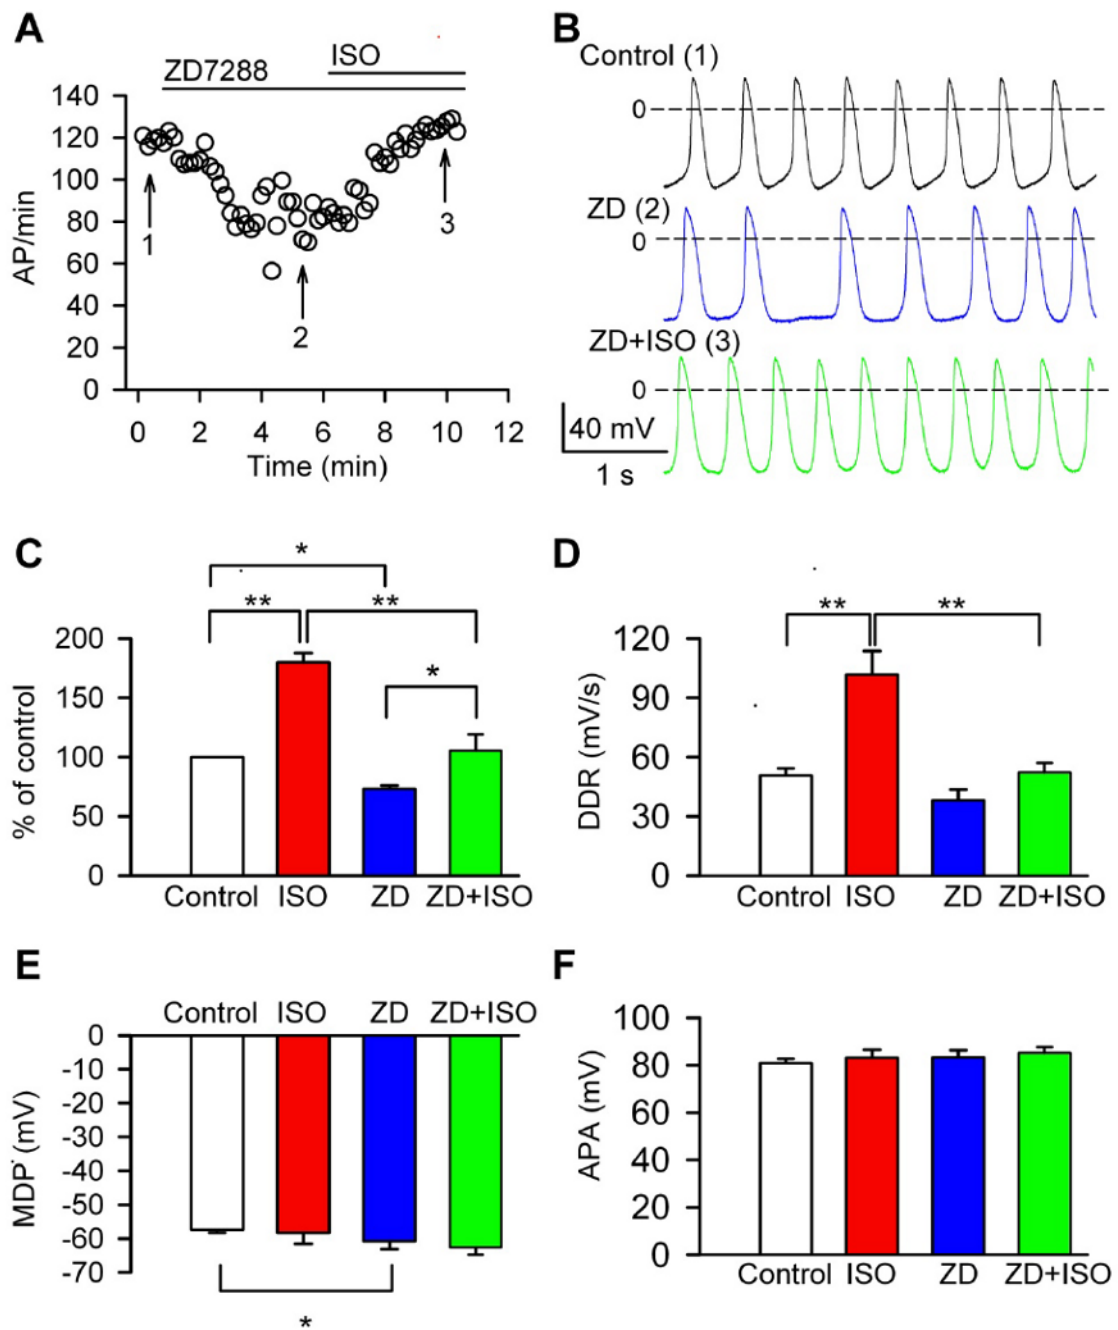 A
ISO
ZD7288
140
120
100
80
60
40
20
0
AP/min
1
2
3
0 2 4 6 8 10 12
Time (min)
B
Control (1)
0
ZD (2)
0
ZD+ISO (3)
0
40 mV
1 s
C
*
** **
*
200
150
100
50
0
% of control
Control ISO ZD ZD+ISO
D
** **
120
90
60
30
0
DDR (mV/s)
Control ISO ZD ZD+ISO
E
Control ISO ZD ZD+ISO
0
-10
-20
-30
-40
-50
-60
-70
MDP (mV)
*
F
100
80
60
40
20
0
APA (mV)
Control ISO ZD ZD+ISO